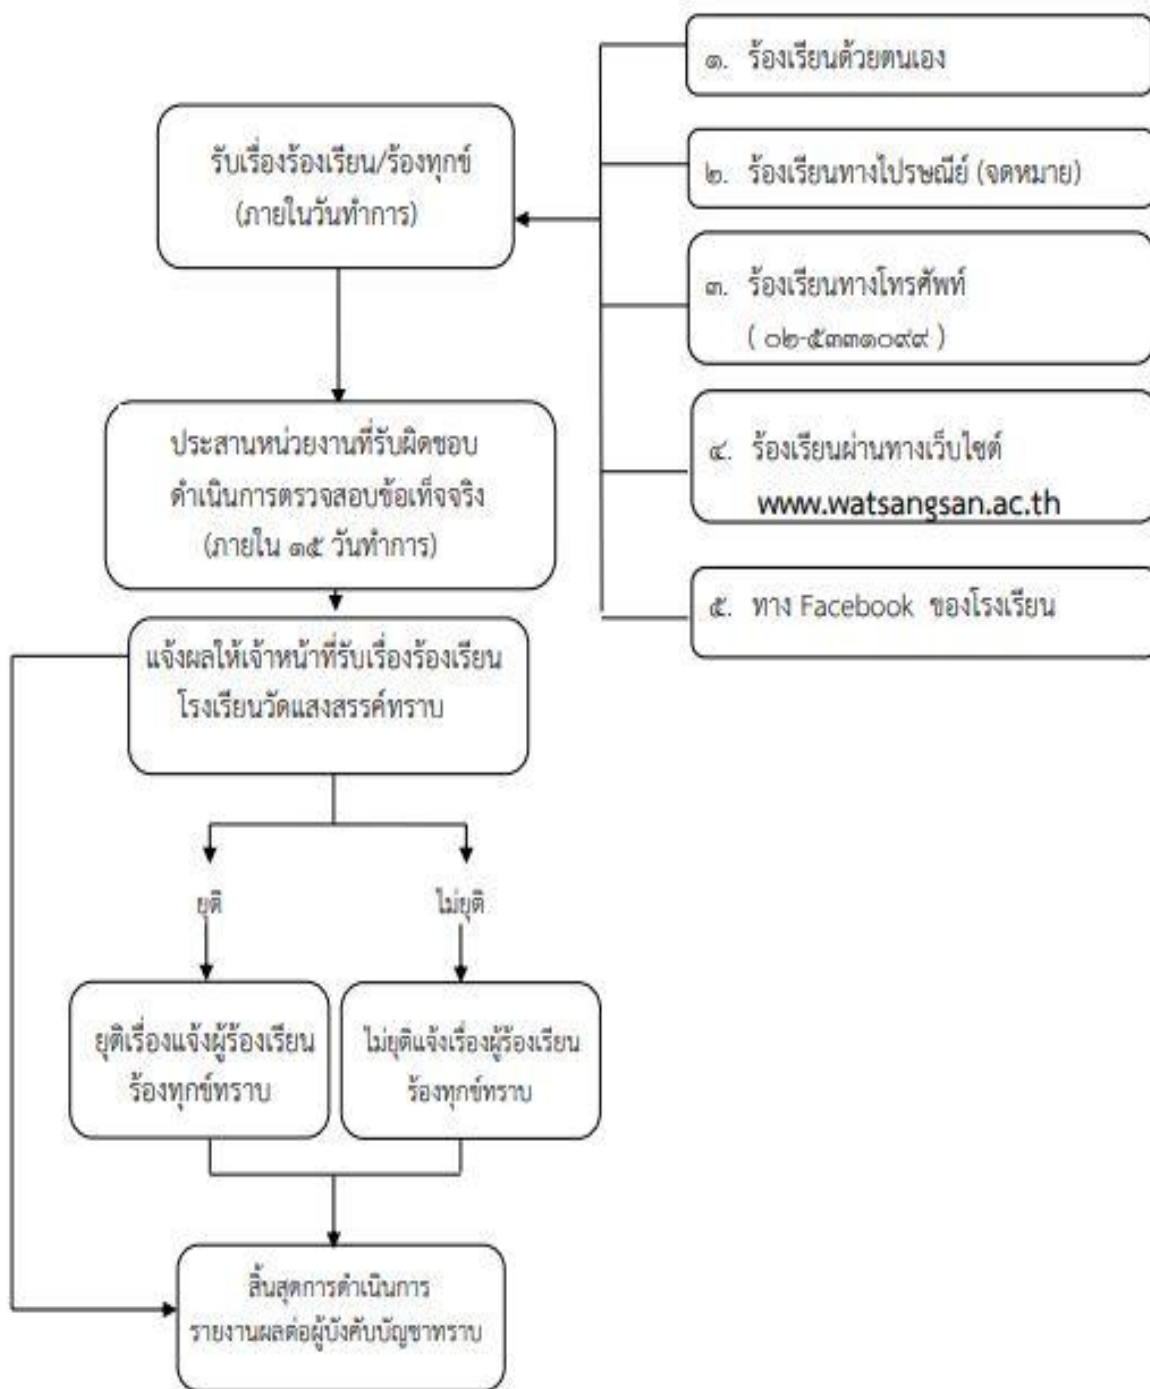 ๑. ร้องเรียนด้วยตนเอง
รับเรื่องร้องเรียน/ร้องทุกข์
(ภายในวันทำการ)
๒. ร้องเรียนทางไปรษณีย์ (จดหมาย)
๓. ร้องเรียนทางโทรศัพท์
( ๐๒-๕๓๓๑๐๙๙ )
ประสานหน่วยงานที่รับผิดชอบ
ดำเนินการตรวจสอบข้อเท็จจริง
(ภายใน ๑๕ วันทำการ)
๔. ร้องเรียนผ่านทางเว็บไซต์
www.watsangsan.ac.th
๕. ทาง Facebook ของโรงเรียน
แจ้งผลให้เจ้าหน้าที่รับเรื่องร้องเรียน
โรงเรียนวัดแสงสรรค์ทราบ
ยุติ
ไม่ยุติ
ยุติเรื่องแจ้งผู้ร้องเรียน
ร้องทุกข์ทราบ
ไม่ยุติแจ้งเรื่องผู้ร้องเรียน
ร้องทุกข์ทราบ
สิ้นสุดการดำเนินการ
รายงานผลต่อผู้บังคับบัญชาทราบ